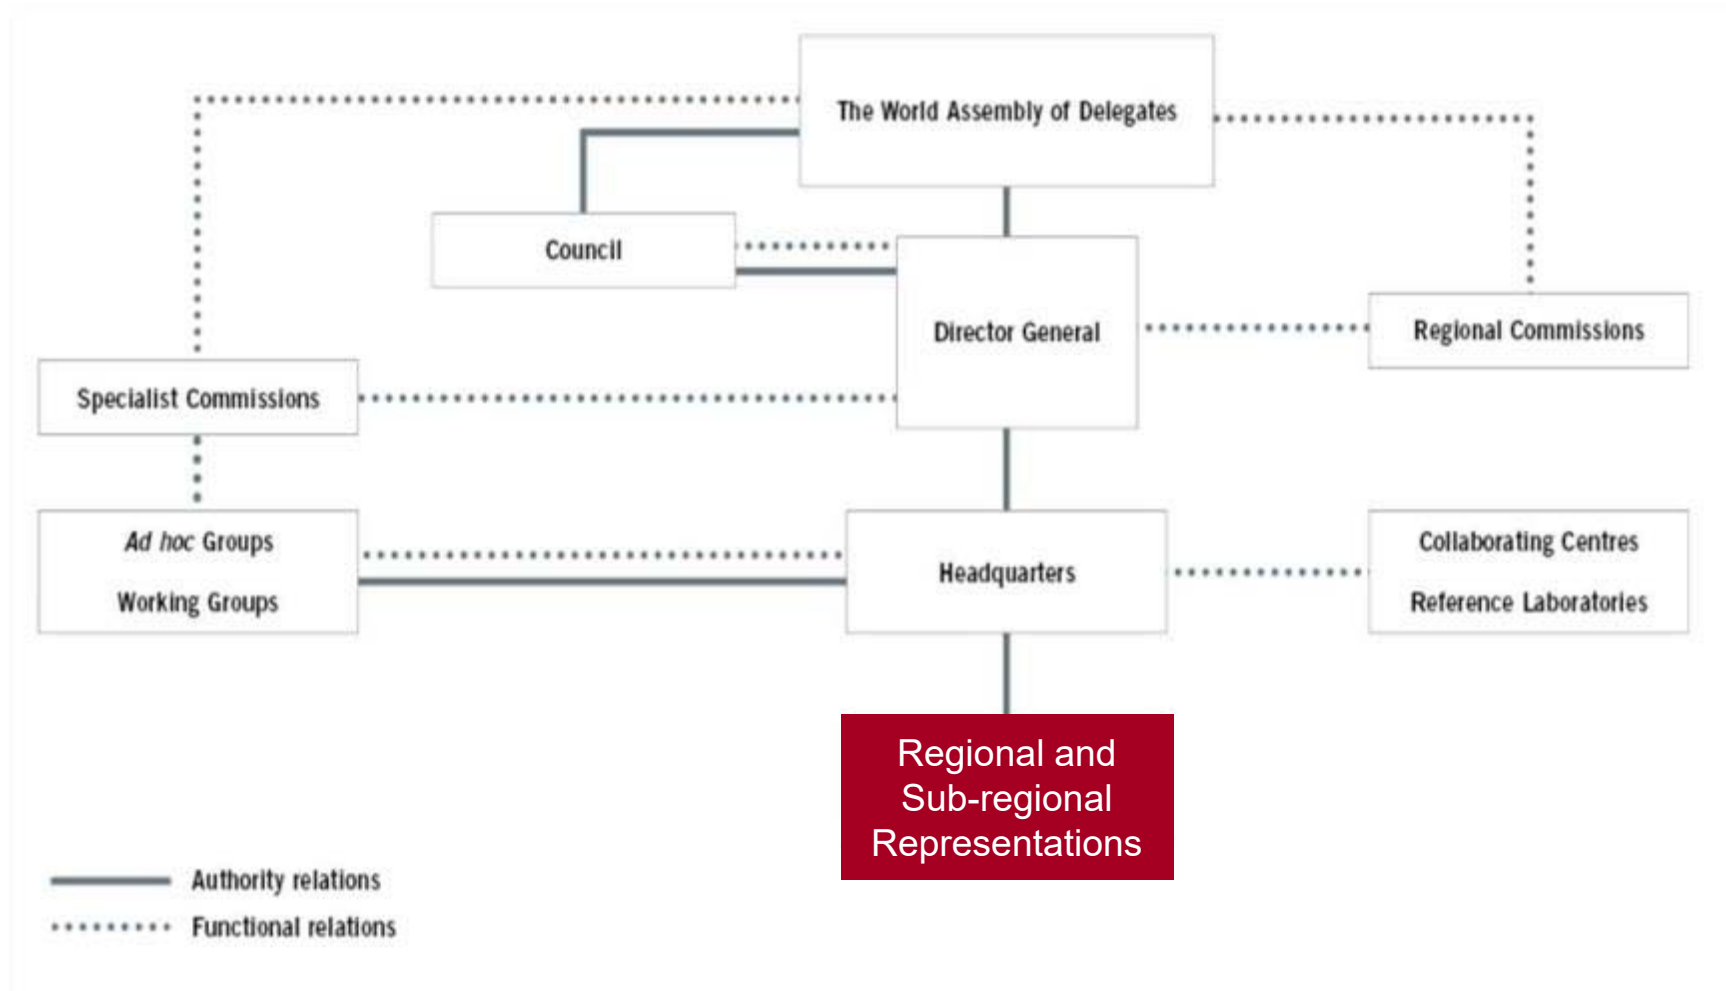 The World Assembly of Delegates
Council
Director General
Regional Commissions
Specialist Commissions
Ad hoc Groups
Working Groups
Headquarters
Collaborating Centres
Reference Laboratories
Regional and
Sub-regional
Representations
Authority relations
Functional relations